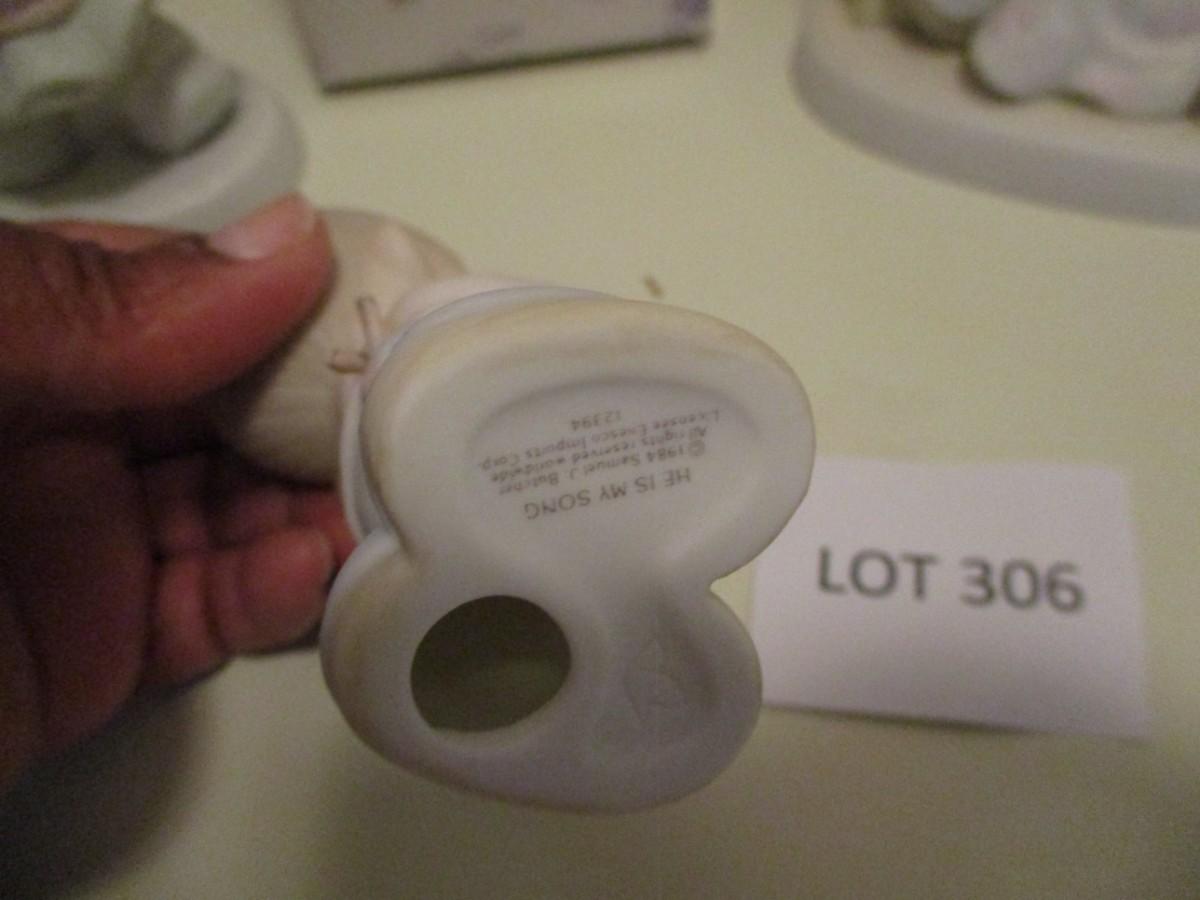 HE IS MY SONG
©1984 Samuel J. Butcher
All rights reserved worldwide
Licensee Enesco Imports Corp.
12394
LOT 306